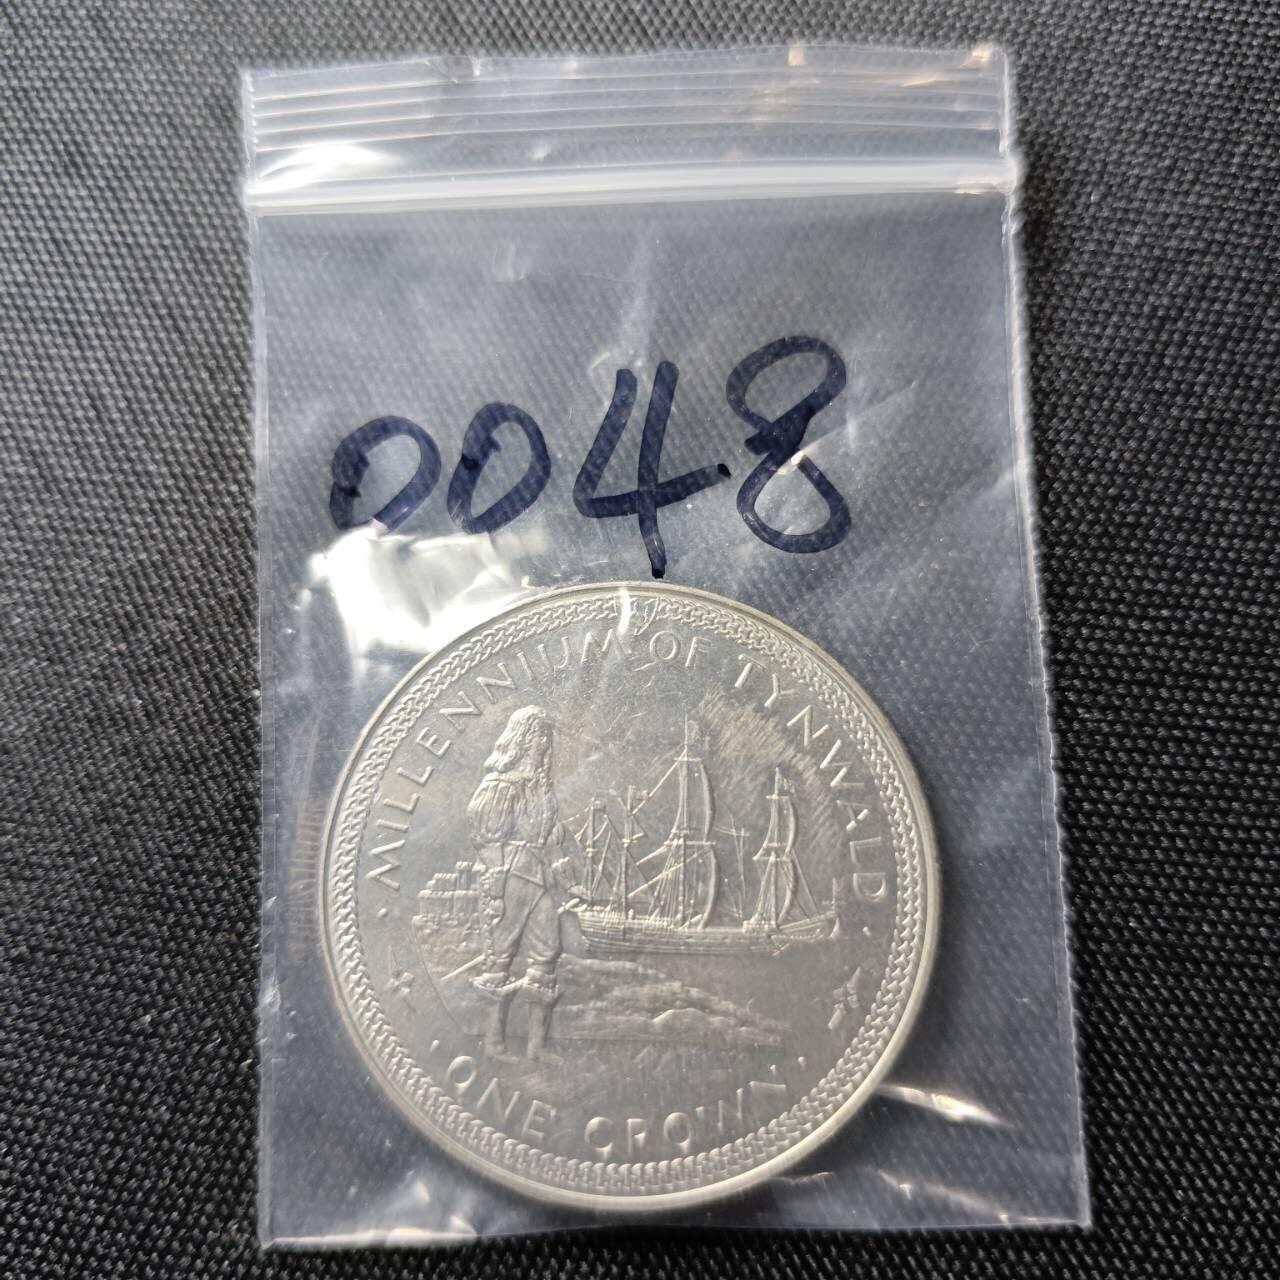 0048
· MILLENNIUM OF TYNWALD ·
· ONE CROWN ·